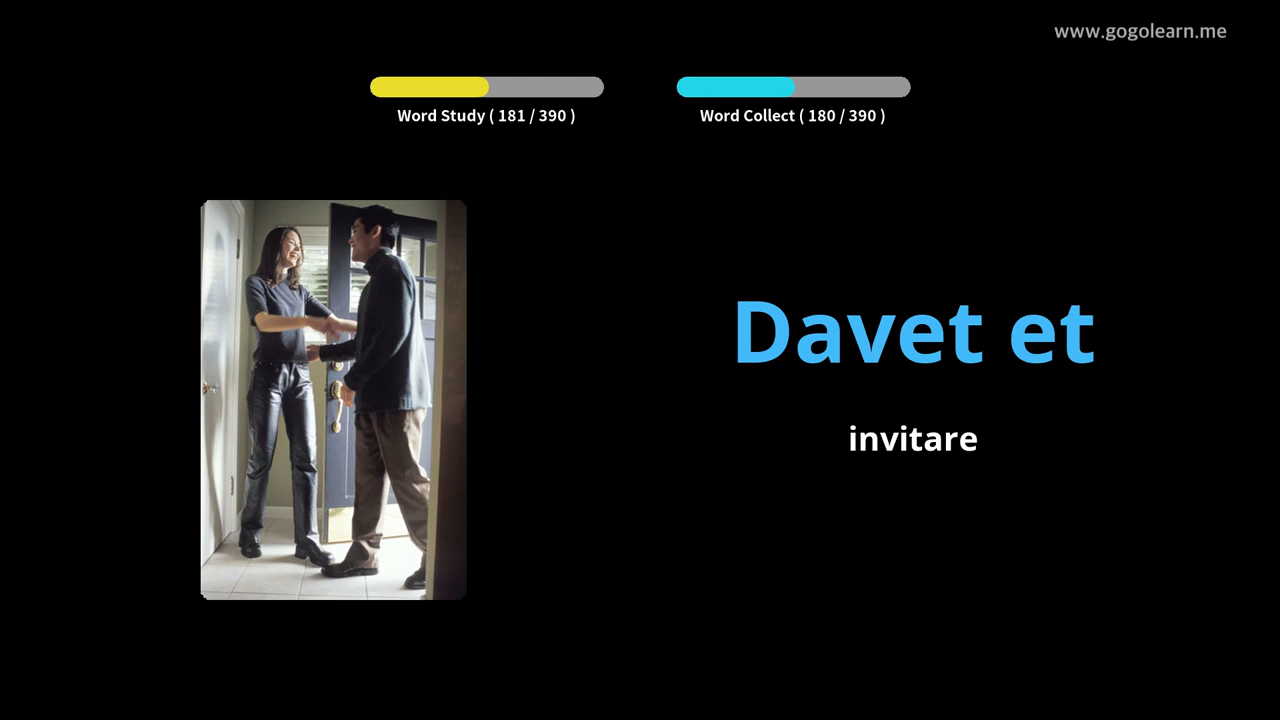 www.gogolearn.me
Word Study ( 181 / 390 )
Word Collect ( 180 / 390 )
Davet et
invitare